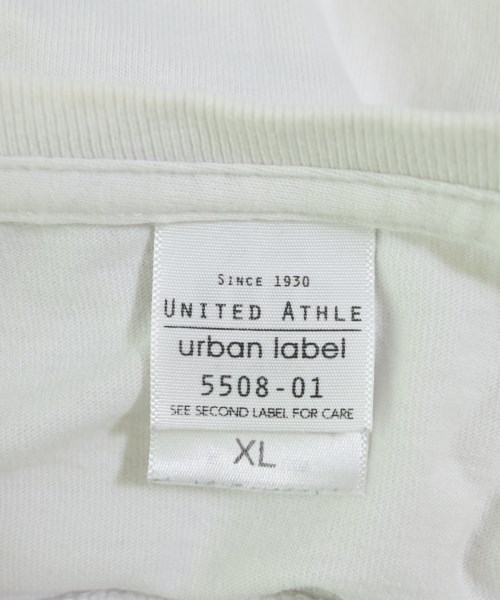 SINCE 1930
UNITED ATHLE
urban label
5508-01
SEE SECOND LABEL FOR CARE
XL